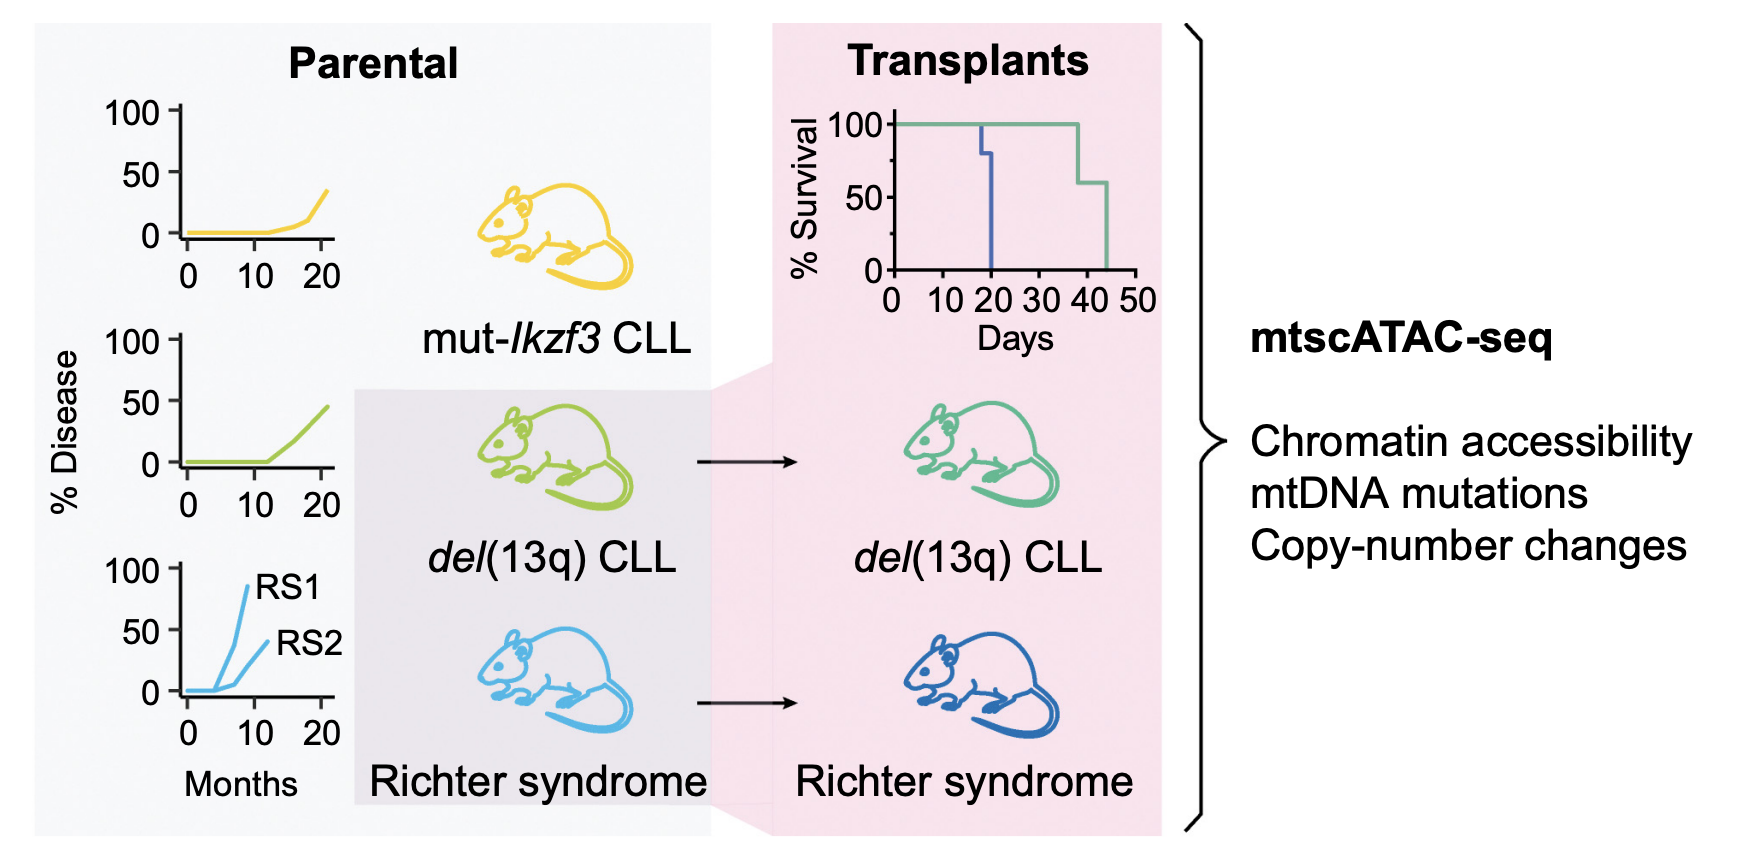 Parental
100
50
0
0 10 20
mut-Ikzf3 CLL
% Disease
100
50
0
0 10 20
del(13q) CLL
100
50
0
RS1
RS2
0 10 20
Months
Richter syndrome
Transplants
% Survival
100
50
0
0 10 20 30 40 50
Days
del(13q) CLL
Richter syndrome
mtscATAC-seq
Chromatin accessibility
mtDNA mutations
Copy-number changes